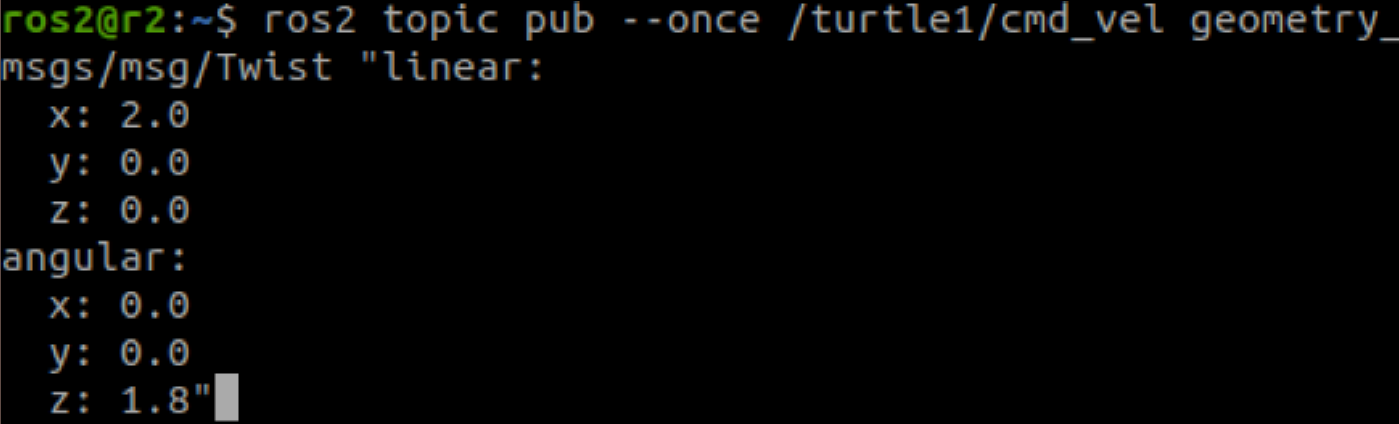 ros2@r2:~$ ros2 topic pub --once /turtle1/cmd_vel geometry_
msgs/msg/Twist "linear:
  x: 2.0
  y: 0.0
  z: 0.0
angular:
  x: 0.0
  y: 0.0
  z: 1.8"